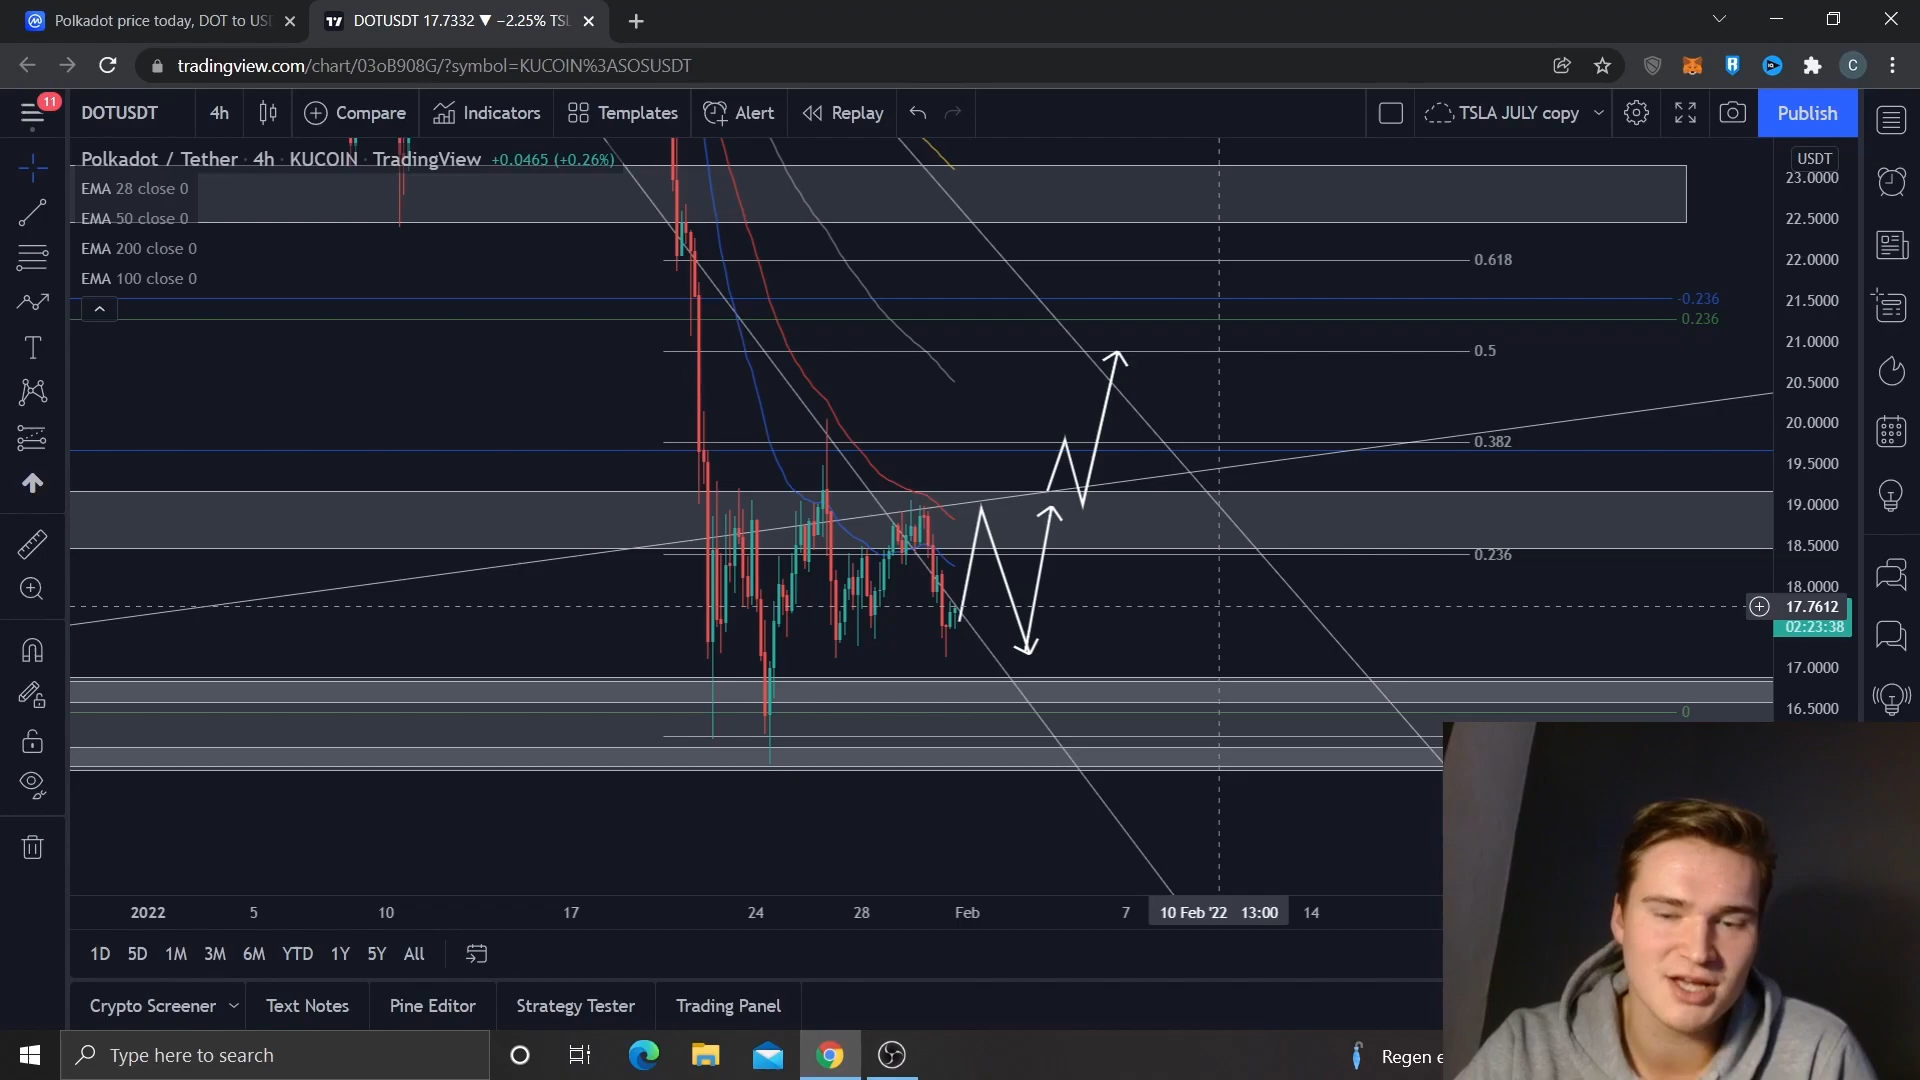 Polkadot price today, DOT to US
DOTUSDT 17.7332 ▼ −2.25% TSL
tradingview.com/chart/03oB908G/?symbol=KUCOIN%3ASOSUSDT
C
11
DOTUSDT
4h
Compare
Indicators
Templates
Alert
Replay
TSLA JULY copy
Publish
Polkadot / Tether · 4h · KUCOIN · TradingView +0.0465 (+0.26%)
EMA 28 close 0
EMA 50 close 0
EMA 200 close 0
EMA 100 close 0
USDT
23.0000
22.5000
22.0000
21.5000
21.0000
20.5000
20.0000
19.5000
19.0000
18.5000
18.0000
17.7612
02:23:38
17.0000
16.5000
0.618
-0.236
0.236
0.5
0.382
0.236
0
2022
5
10
17
24
28
Feb
7
10 Feb '22 13:00
14
1D 5D 1M 3M 6M YTD 1Y 5Y All
Crypto Screener
Text Notes
Pine Editor
Strategy Tester
Trading Panel
Type here to search
Regen e